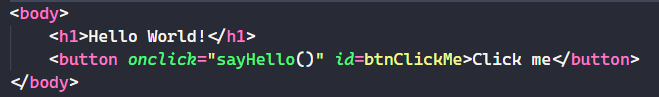 <body>
<h1>Hello World!</h1>
<button onclick="sayHello()" id=btnClickMe>Click me</button>
</body>